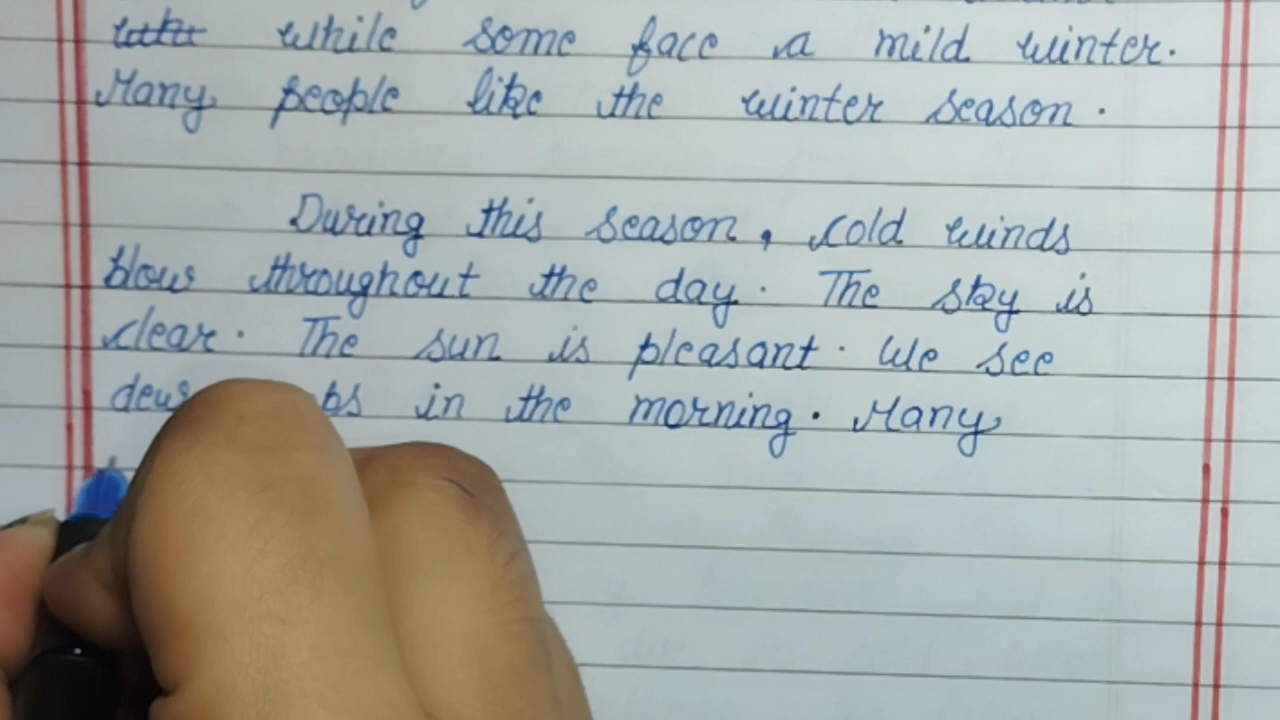 while some face a mild winter.
Many people like the winter season.
During this season, cold winds
blow throughout the day. The sky is
clear. The sun is pleasant. We see
in the morning. Many